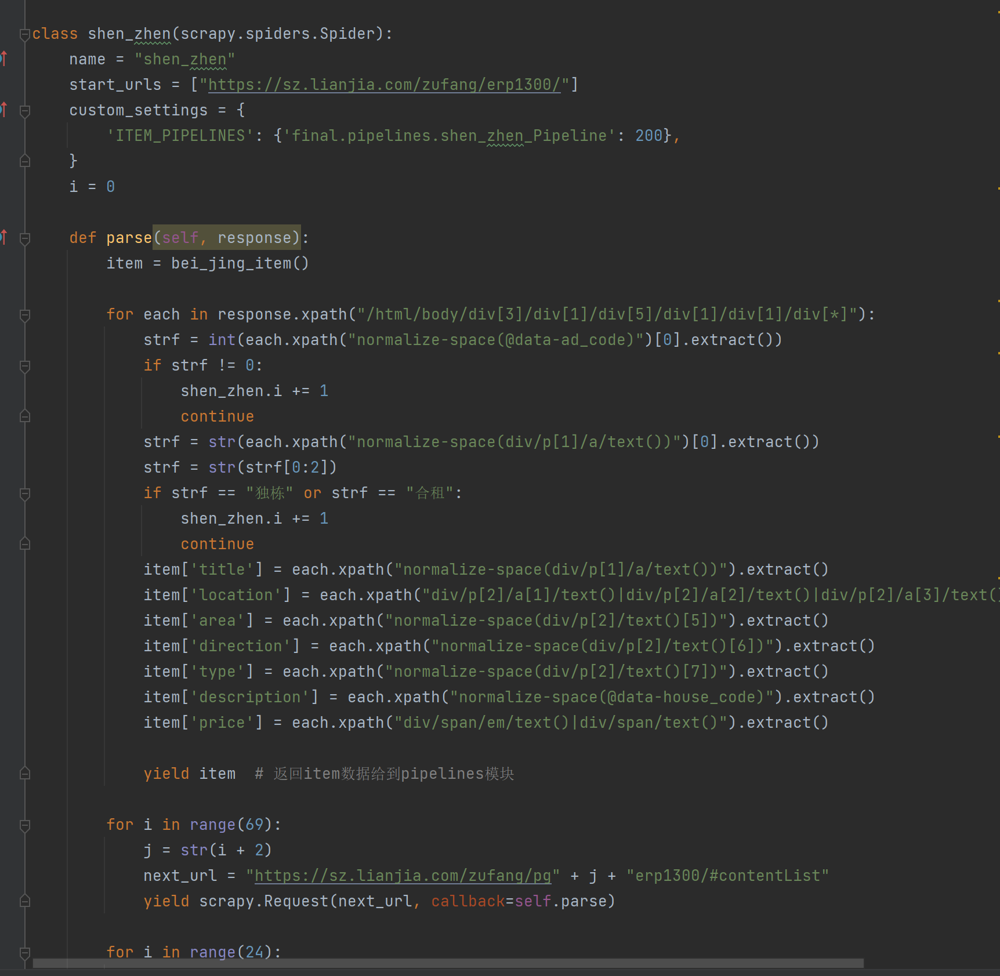 class shen_zhen(scrapy.spiders.Spider):
    name = "shen_zhen"
    start_urls = ["https://sz.lianjia.com/zufang/erp1300/"]
    custom_settings = {
        'ITEM_PIPELINES': {'final.pipelines.shen_zhen_Pipeline': 200},
    }
    i = 0
    def parse(self, response):
        item = bei_jing_item()
        for each in response.xpath("/html/body/div[3]/div[1]/div[5]/div[1]/div[1]/div[*]"):
            strf = int(each.xpath("normalize-space(@data-ad_code)")[0].extract())
            if strf != 0:
                shen_zhen.i += 1
                continue
            strf = str(each.xpath("normalize-space(div/p[1]/a/text())")[0].extract())
            strf = str(strf[0:2])
            if strf == "独栋" or strf == "合租":
                shen_zhen.i += 1
                continue
            item['title'] = each.xpath("normalize-space(div/p[1]/a/text())").extract()
            item['location'] = each.xpath("div/p[2]/a[1]/text()|div/p[2]/a[2]/text()|div/p[2]/a[3]/text()
            item['area'] = each.xpath("normalize-space(div/p[2]/text()[5])").extract()
            item['direction'] = each.xpath("normalize-space(div/p[2]/text()[6])").extract()
            item['type'] = each.xpath("normalize-space(div/p[2]/text()[7])").extract()
            item['description'] = each.xpath("normalize-space(@data-house_code)").extract()
            item['price'] = each.xpath("div/span/em/text()|div/span/text()").extract()
            yield item  # 返回item数据给到pipelines模块
        for i in range(69):
            j = str(i + 2)
            next_url = "https://sz.lianjia.com/zufang/pg" + j + "erp1300/#contentList"
            yield scrapy.Request(next_url, callback=self.parse)
        for i in range(24):